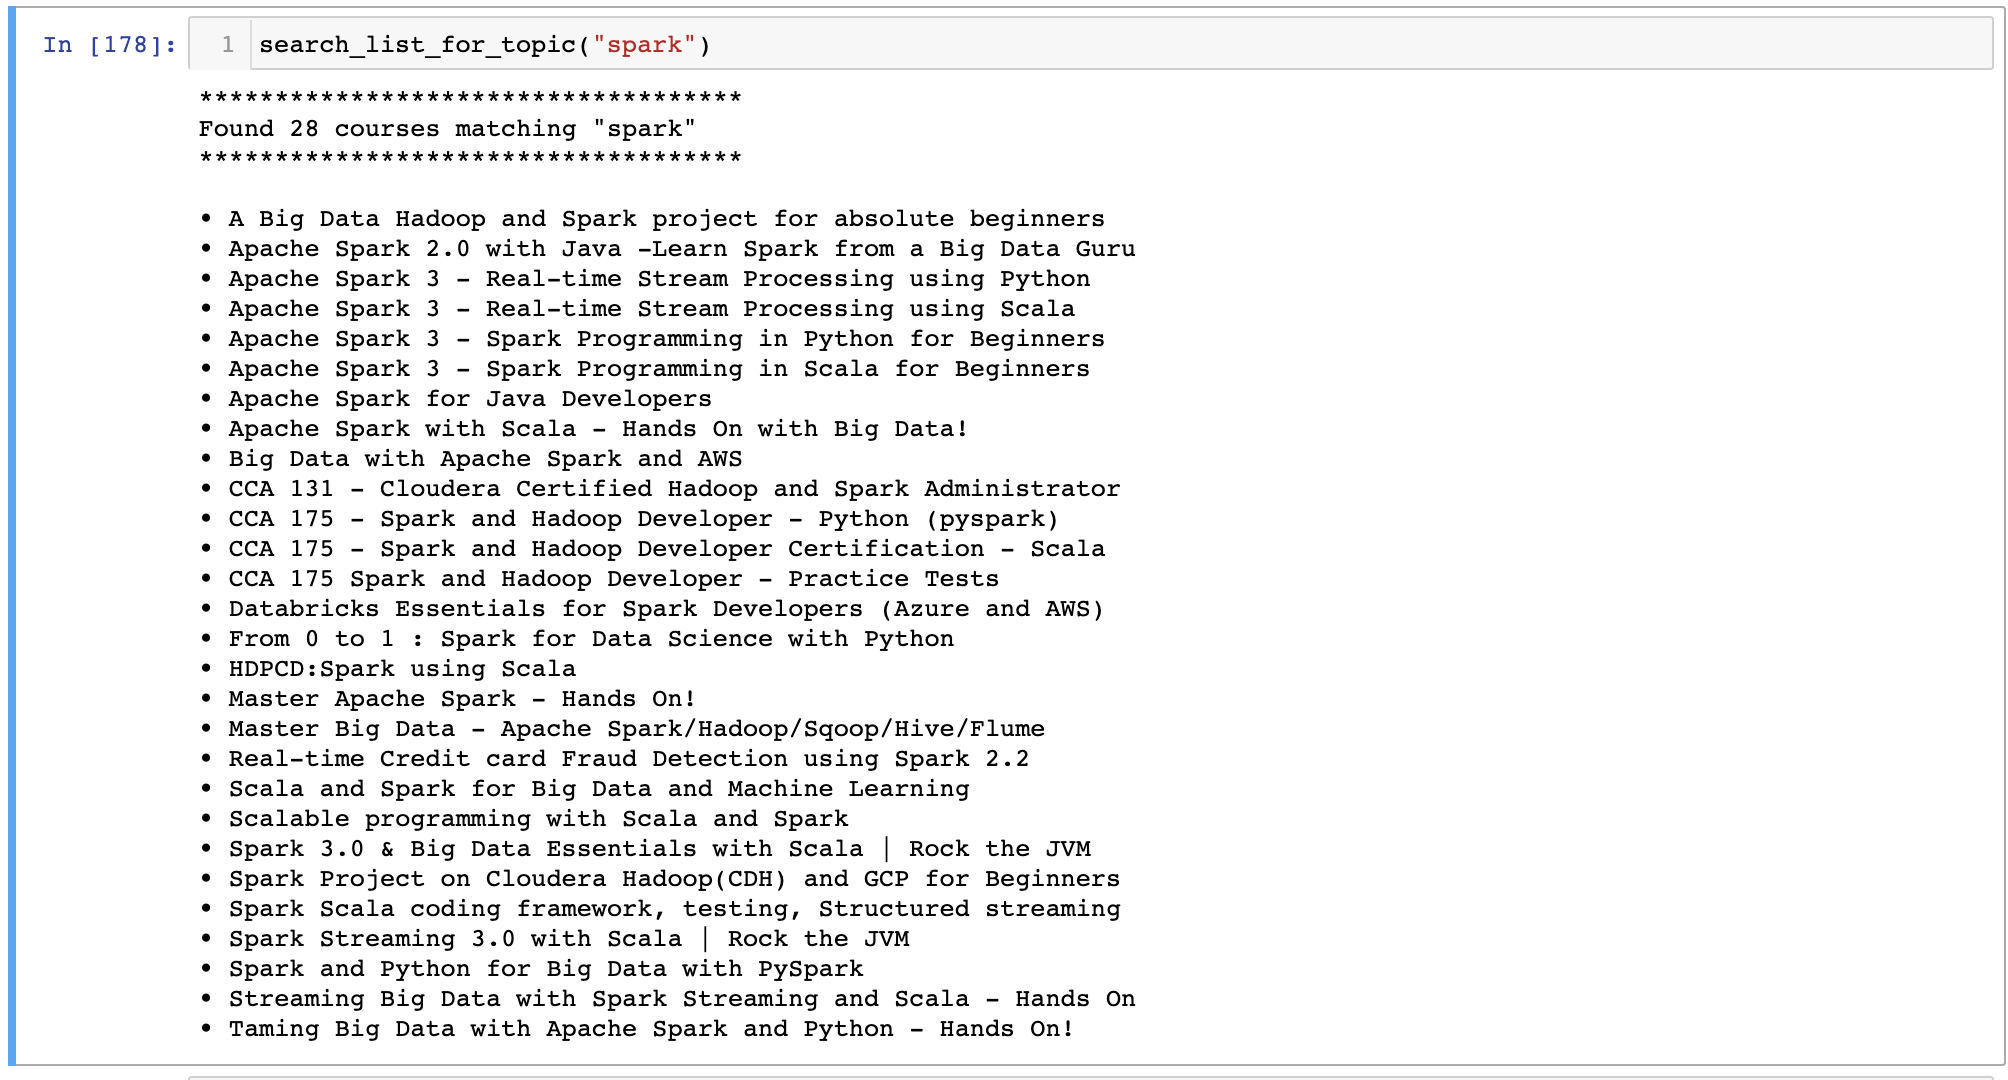 In [178]: 1 search_list_for_topic("spark")
************************************
Found 28 courses matching "spark"
************************************
• A Big Data Hadoop and Spark project for absolute beginners
• Apache Spark 2.0 with Java -Learn Spark from a Big Data Guru
• Apache Spark 3 - Real-time Stream Processing using Python
• Apache Spark 3 - Real-time Stream Processing using Scala
• Apache Spark 3 - Spark Programming in Python for Beginners
• Apache Spark 3 - Spark Programming in Scala for Beginners
• Apache Spark for Java Developers
• Apache Spark with Scala - Hands On with Big Data!
• Big Data with Apache Spark and AWS
• CCA 131 - Cloudera Certified Hadoop and Spark Administrator
• CCA 175 - Spark and Hadoop Developer - Python (pyspark)
• CCA 175 - Spark and Hadoop Developer Certification - Scala
• CCA 175 Spark and Hadoop Developer - Practice Tests
• Databricks Essentials for Spark Developers (Azure and AWS)
• From 0 to 1 : Spark for Data Science with Python
• HDPCD:Spark using Scala
• Master Apache Spark - Hands On!
• Master Big Data - Apache Spark/Hadoop/Sqoop/Hive/Flume
• Real-time Credit card Fraud Detection using Spark 2.2
• Scala and Spark for Big Data and Machine Learning
• Scalable programming with Scala and Spark
• Spark 3.0 & Big Data Essentials with Scala | Rock the JVM
• Spark Project on Cloudera Hadoop(CDH) and GCP for Beginners
• Spark Scala coding framework, testing, Structured streaming
• Spark Streaming 3.0 with Scala | Rock the JVM
• Spark and Python for Big Data with PySpark
• Streaming Big Data with Spark Streaming and Scala - Hands On
• Taming Big Data with Apache Spark and Python - Hands On!